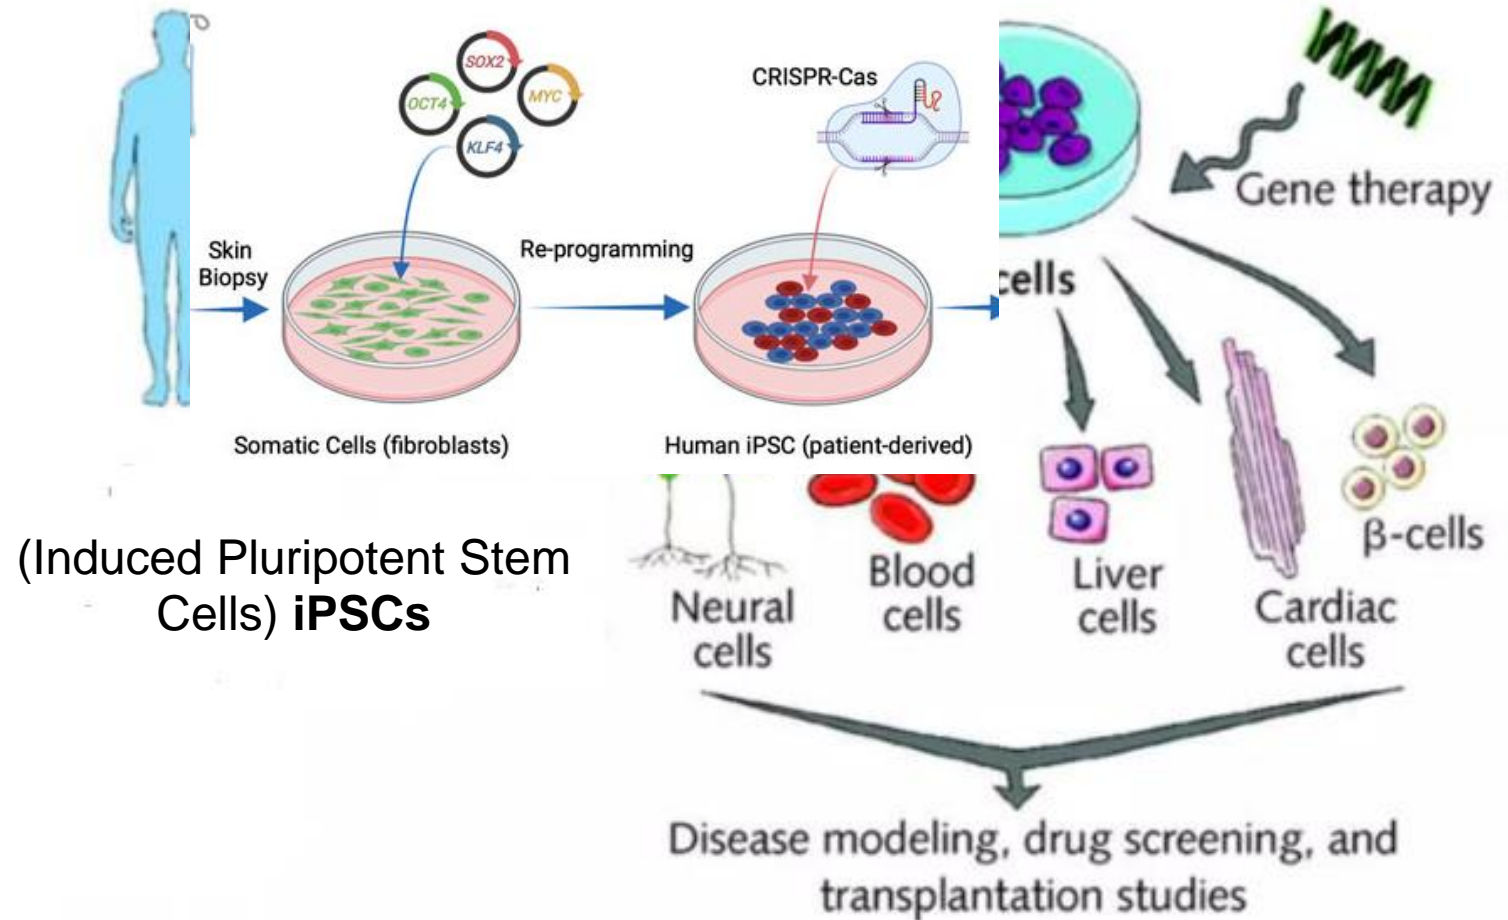 SOX2
OCT4
MYC
KLF4
CRISPR-Cas
Gene therapy
Skin
Biopsy
Re-programming
cells
Somatic Cells (fibroblasts)
Human iPSC (patient-derived)
(Induced Pluripotent Stem
Cells) iPSCs
Neural
cells
Blood
cells
Liver
cells
Cardiac
cells
β-cells
Disease modeling, drug screening, and
transplantation studies